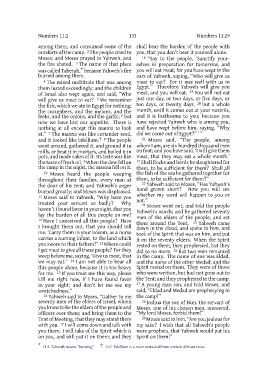 Numbers 11:2
133
Numbers 11:29
among them, and consumed some of the
outskirts of the camp. 2 The people cried to
Moses; and Moses prayed to Yahweh, and
the fire abated. 3 The name of that place
was called Taberah, because Yahweh's fire
burned among them.
4 The mixed multitude that was among
them lusted exceedingly; and the children
of Israel also wept again, and said, "Who
will give us meat to eat? 5 We remember
the fish, which we ate in Egypt for nothing;
the cucumbers, and the melons, and the
leeks, and the onions, and the garlic; 6 but
now we have lost our appetite. There is
nothing at all except this manna to look
at." 7 The manna was like coriander seed,
and it looked like bdellium. 8 The people
went around, gathered it, and ground it in
mills, or beat it in mortars, and boiled it in
pots, and made cakes of it. Its taste was like
the taste of fresh oil. 9 When the dew fell on
the camp in the night, the manna fell on it.
10 Moses heard the people weeping
throughout their families, every man at
the door of his tent; and Yahweh's anger
burned greatly; and Moses was displeased.
11 Moses said to Yahweh, "Why have you
treated your servant so badly? Why
haven't I found favor in your sight, that you
lay the burden of all this people on me?
12 Have I conceived all this people? Have
I brought them out, that you should tell
me, 'Carry them in your bosom, as a nurse
carries a nursing infant, to the land which
you swore to their fathers'? 13 Where could
I get meat to give all these people? For they
weep before me, saying, 'Give us meat, that
we may eat.' 14 I am not able to bear all
this people alone, because it is too heavy
for me. 15 If you treat me this way, please
kill me right now, if I have found favor
in your sight; and don't let me see my
wretchedness."
16 Yahweh said to Moses, "Gather to me
seventy men of the elders of Israel, whom
you know to be the elders of the people and
officers over them; and bring them to the
Tent of Meeting, that they may stand there
with you. 17 I will come down and talk with
you there. I will take of the Spirit which is
on you, and will put it on them; and they
shall bear the burden of the people with
you, that you don't bear it yourself alone.
18 "Say to the people, 'Sanctify your-
selves in preparation for tomorrow, and
you will eat meat; for you have wept in the
ears of Yahweh, saying, "Who will give us
meat to eat? For it was well with us in
Egypt." Therefore Yahweh will give you
meat, and you will eat. 19 You will not eat
just one day, or two days, or five days, or
ten days, or twenty days, 20 but a whole
month, until it comes out at your nostrils,
and it is loathsome to you; because you
have rejected Yahweh who is among you,
and have wept before him, saying, "Why
did we come out of Egypt?"'"
21 Moses said, "The people, among
whom I am, are six hundred thousand men
on foot; and you have said, 'I will give them
meat, that they may eat a whole month.'
22 Shall flocks and herds be slaughtered for
them, to be sufficient for them? Shall all
the fish of the sea be gathered together for
them, to be sufficient for them?"
23 Yahweh said to Moses, "Has Yahweh's
hand grown short? Now you will see
whether my word will happen to you or
not."
24 Moses went out, and told the people
Yahweh's words; and he gathered seventy
men of the elders of the people, and set
them around the Tent. 25 Yahweh came
down in the cloud, and spoke to him, and
took of the Spirit that was on him, and put
it on the seventy elders. When the Spirit
rested on them, they prophesied, but they
did so no more. 26 But two men remained
in the camp. The name of one was Eldad,
and the name of the other Medad; and the
Spirit rested on them. They were of those
who were written, but had not gone out to
the Tent; and they prophesied in the camp.
27 A young man ran, and told Moses, and
said, "Eldad and Medad are prophesying in
the camp!"
28 Joshua the son of Nun, the servant of
Moses, one of his chosen men, answered,
"My lord Moses, forbid them!"
29 Moses said to him, "Are you jealous for
my sake? I wish that all Yahweh's people
were prophets, that Yahweh would put his
Spirit on them!"